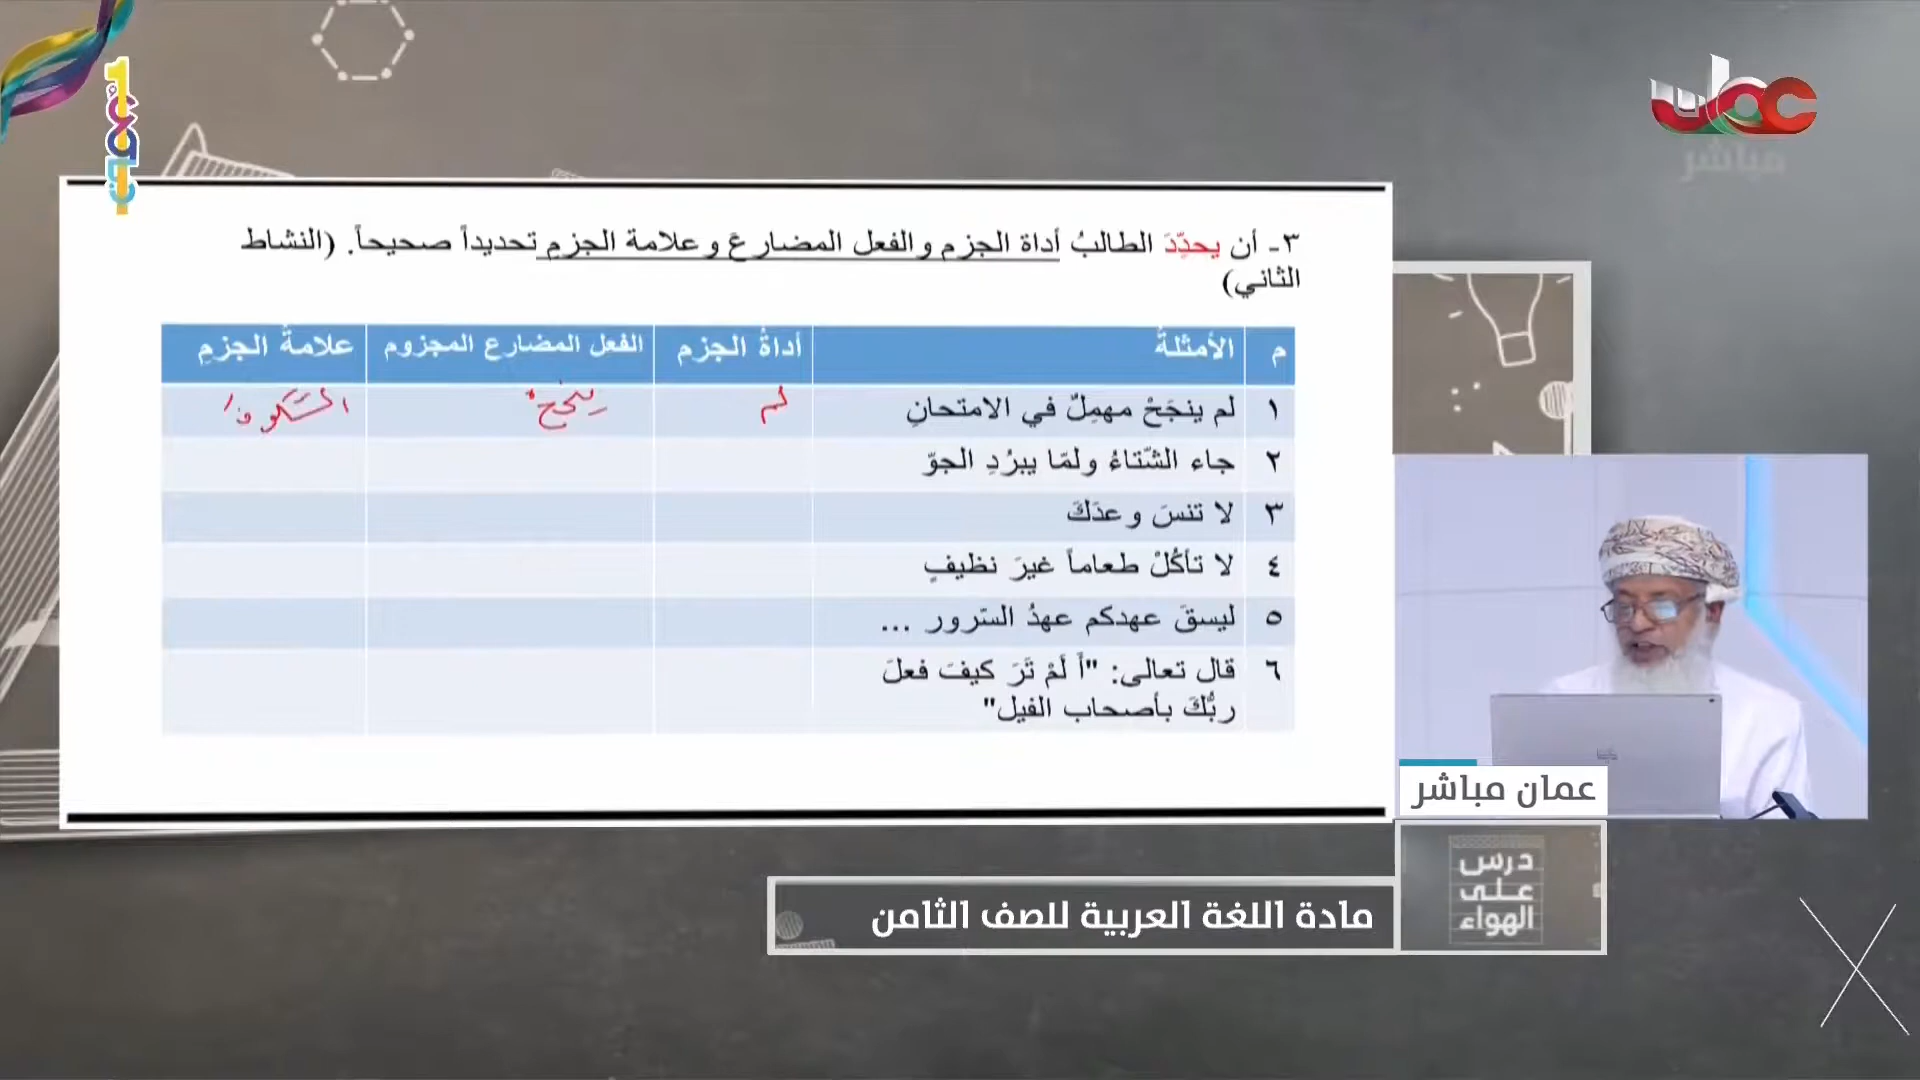 عمان
مباشر
٣- أن يحدِّدَ الطالبُ أداة الجزم والفعل المضارعَ وعلامة الجزمِ تحديداً صحيحاً. (النشاط
الثاني)
م الأمثلةُ أداةُ الجزم الفعل المضارع المجزوم علامةُ الجزمِ
١ لم ينجَحْ مهمِلٌ في الامتحانِ لم ينجحْ السّكون
٢ جاء الشّتاءُ ولمّا يبرُدِ الجوّ
٣ لا تنسَ وعدَكَ
٤ لا تأكُلْ طعاماً غيرَ نظيفٍ
٥ ليسقَ عهدكم عهدُ السّرور ...
٦ قال تعالى: "أَ لَمْ تَرَ كيفَ فعلَ
ربُّكَ بأصحاب الفيل"
عمان مباشر
درس
على
الهواء
مادة اللغة العربية للصف الثامن